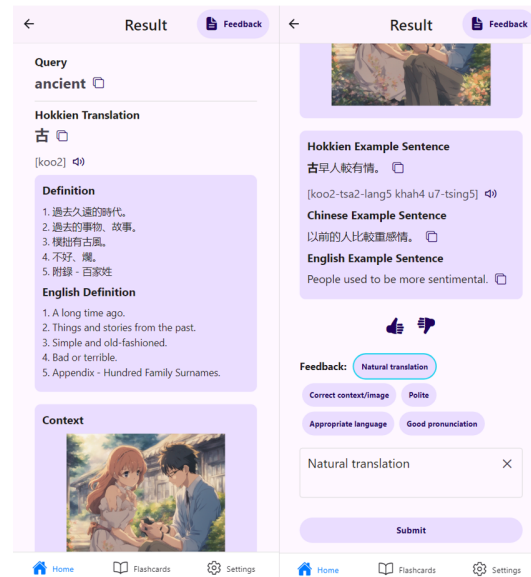 Result
Feedback
Query
ancient
Hokkien Translation
古
[koo2]
Definition
1. 過去久遠的時代。
2. 過去的事物、故事。
3. 樸拙有古風。
4. 不好、爛。
5. 附錄 - 百家姓
English Definition
1. A long time ago.
2. Things and stories from the past.
3. Simple and old-fashioned.
4. Bad or terrible.
5. Appendix - Hundred Family Surnames.
Context
Home
Flashcards
Settings
Result
Feedback
Hokkien Example Sentence
古早人較有情。
[koo2-tsa2-lang5 khah4 u7-tsing5]
Chinese Example Sentence
以前的人比較重感情。
English Example Sentence
People used to be more sentimental.
Feedback:
Natural translation
Correct context/image
Polite
Appropriate language
Good pronunciation
Natural translation
Submit
Home
Flashcards
Settings